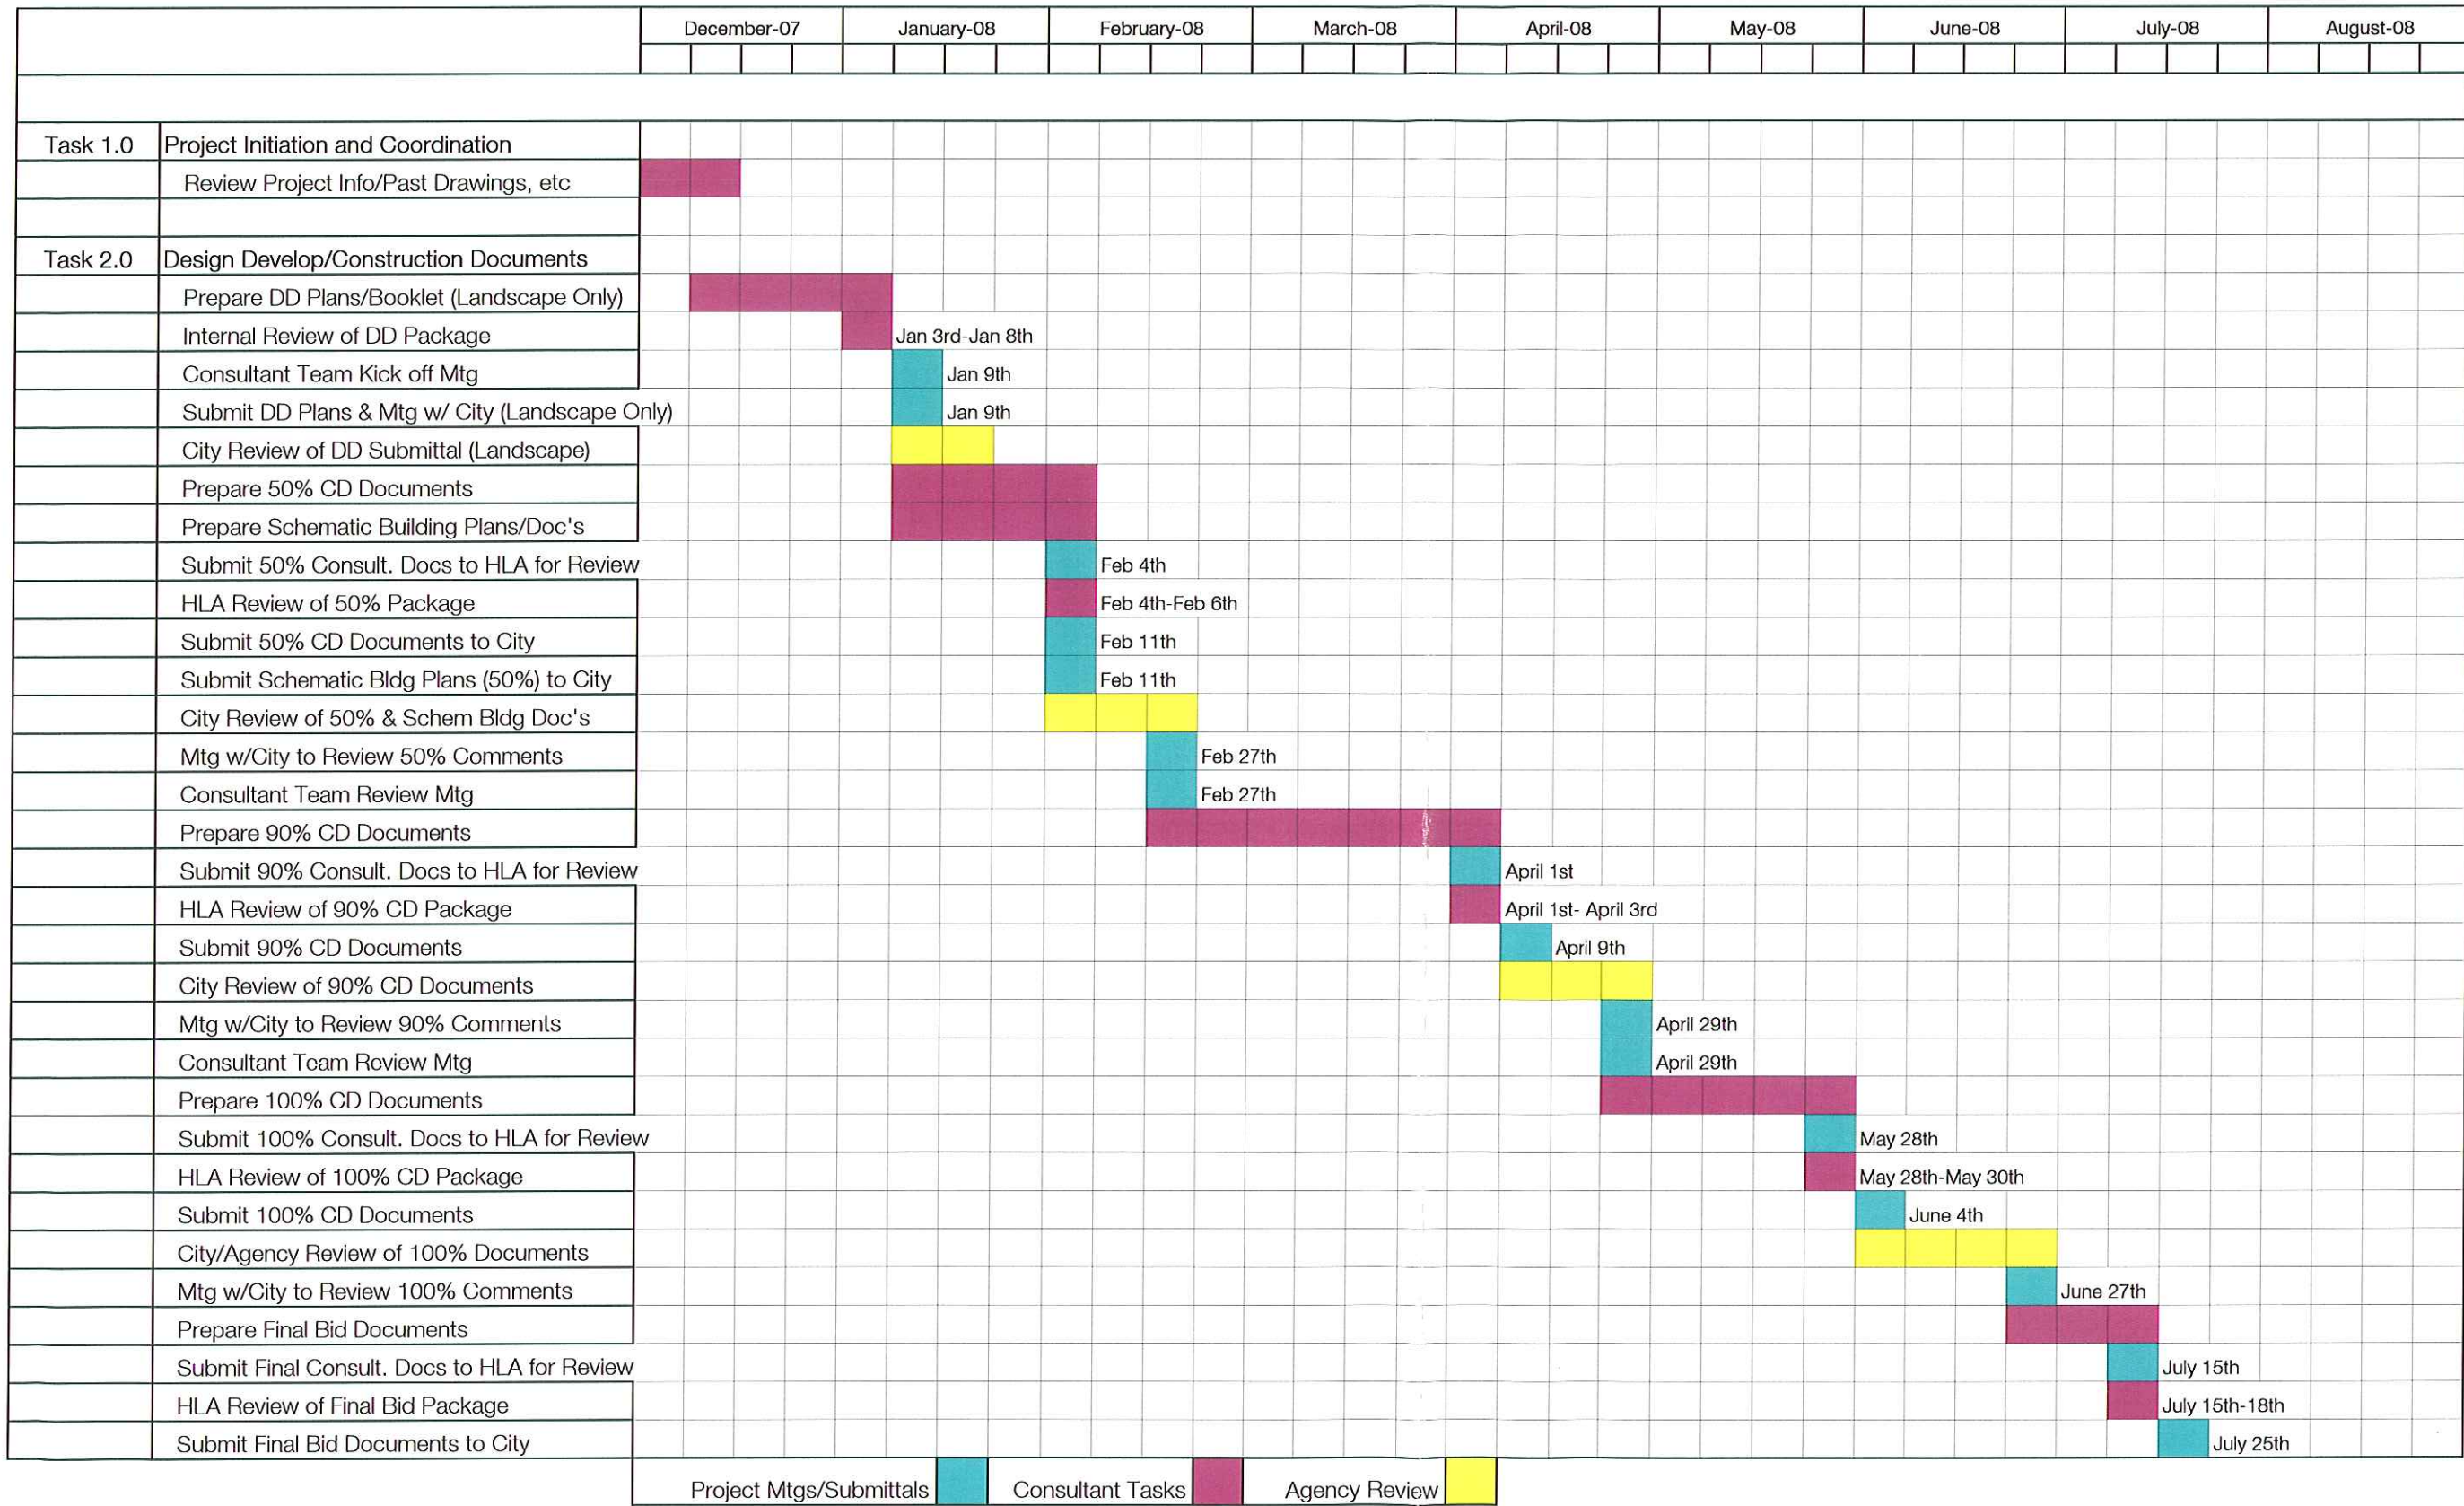 December-07 January-08 February-08 March-08 April-08 May-08 June-08 July-08 August-08
Task 1.0 Project Initiation and Coordination
Review Project Info/Past Drawings, etc
Task 2.0 Design Develop/Construction Documents
Prepare DD Plans/Booklet (Landscape Only)
Internal Review of DD Package Jan 3rd-Jan 8th
Consultant Team Kick off Mtg Jan 9th
Submit DD Plans & Mtg w/ City (Landscape Only) Jan 9th
City Review of DD Submittal (Landscape)
Prepare 50% CD Documents
Prepare Schematic Building Plans/Doc's
Submit 50% Consult. Docs to HLA for Review Feb 4th
HLA Review of 50% Package Feb 4th-Feb 6th
Submit 50% CD Documents to City Feb 11th
Submit Schematic Bldg Plans (50%) to City Feb 11th
City Review of 50% & Schem Bldg Doc's
Mtg w/City to Review 50% Comments Feb 27th
Consultant Team Review Mtg Feb 27th
Prepare 90% CD Documents
Submit 90% Consult. Docs to HLA for Review April 1st
HLA Review of 90% CD Package April 1st- April 3rd
Submit 90% CD Documents April 9th
City Review of 90% CD Documents
Mtg w/City to Review 90% Comments April 29th
Consultant Team Review Mtg April 29th
Prepare 100% CD Documents
Submit 100% Consult. Docs to HLA for Review May 28th
HLA Review of 100% CD Package May 28th-May 30th
Submit 100% CD Documents June 4th
City/Agency Review of 100% Documents
Mtg w/City to Review 100% Comments June 27th
Prepare Final Bid Documents
Submit Final Consult. Docs to HLA for Review July 15th
HLA Review of Final Bid Package July 15th-18th
Submit Final Bid Documents to City July 25th
Project Mtgs/Submittals Consultant Tasks Agency Review